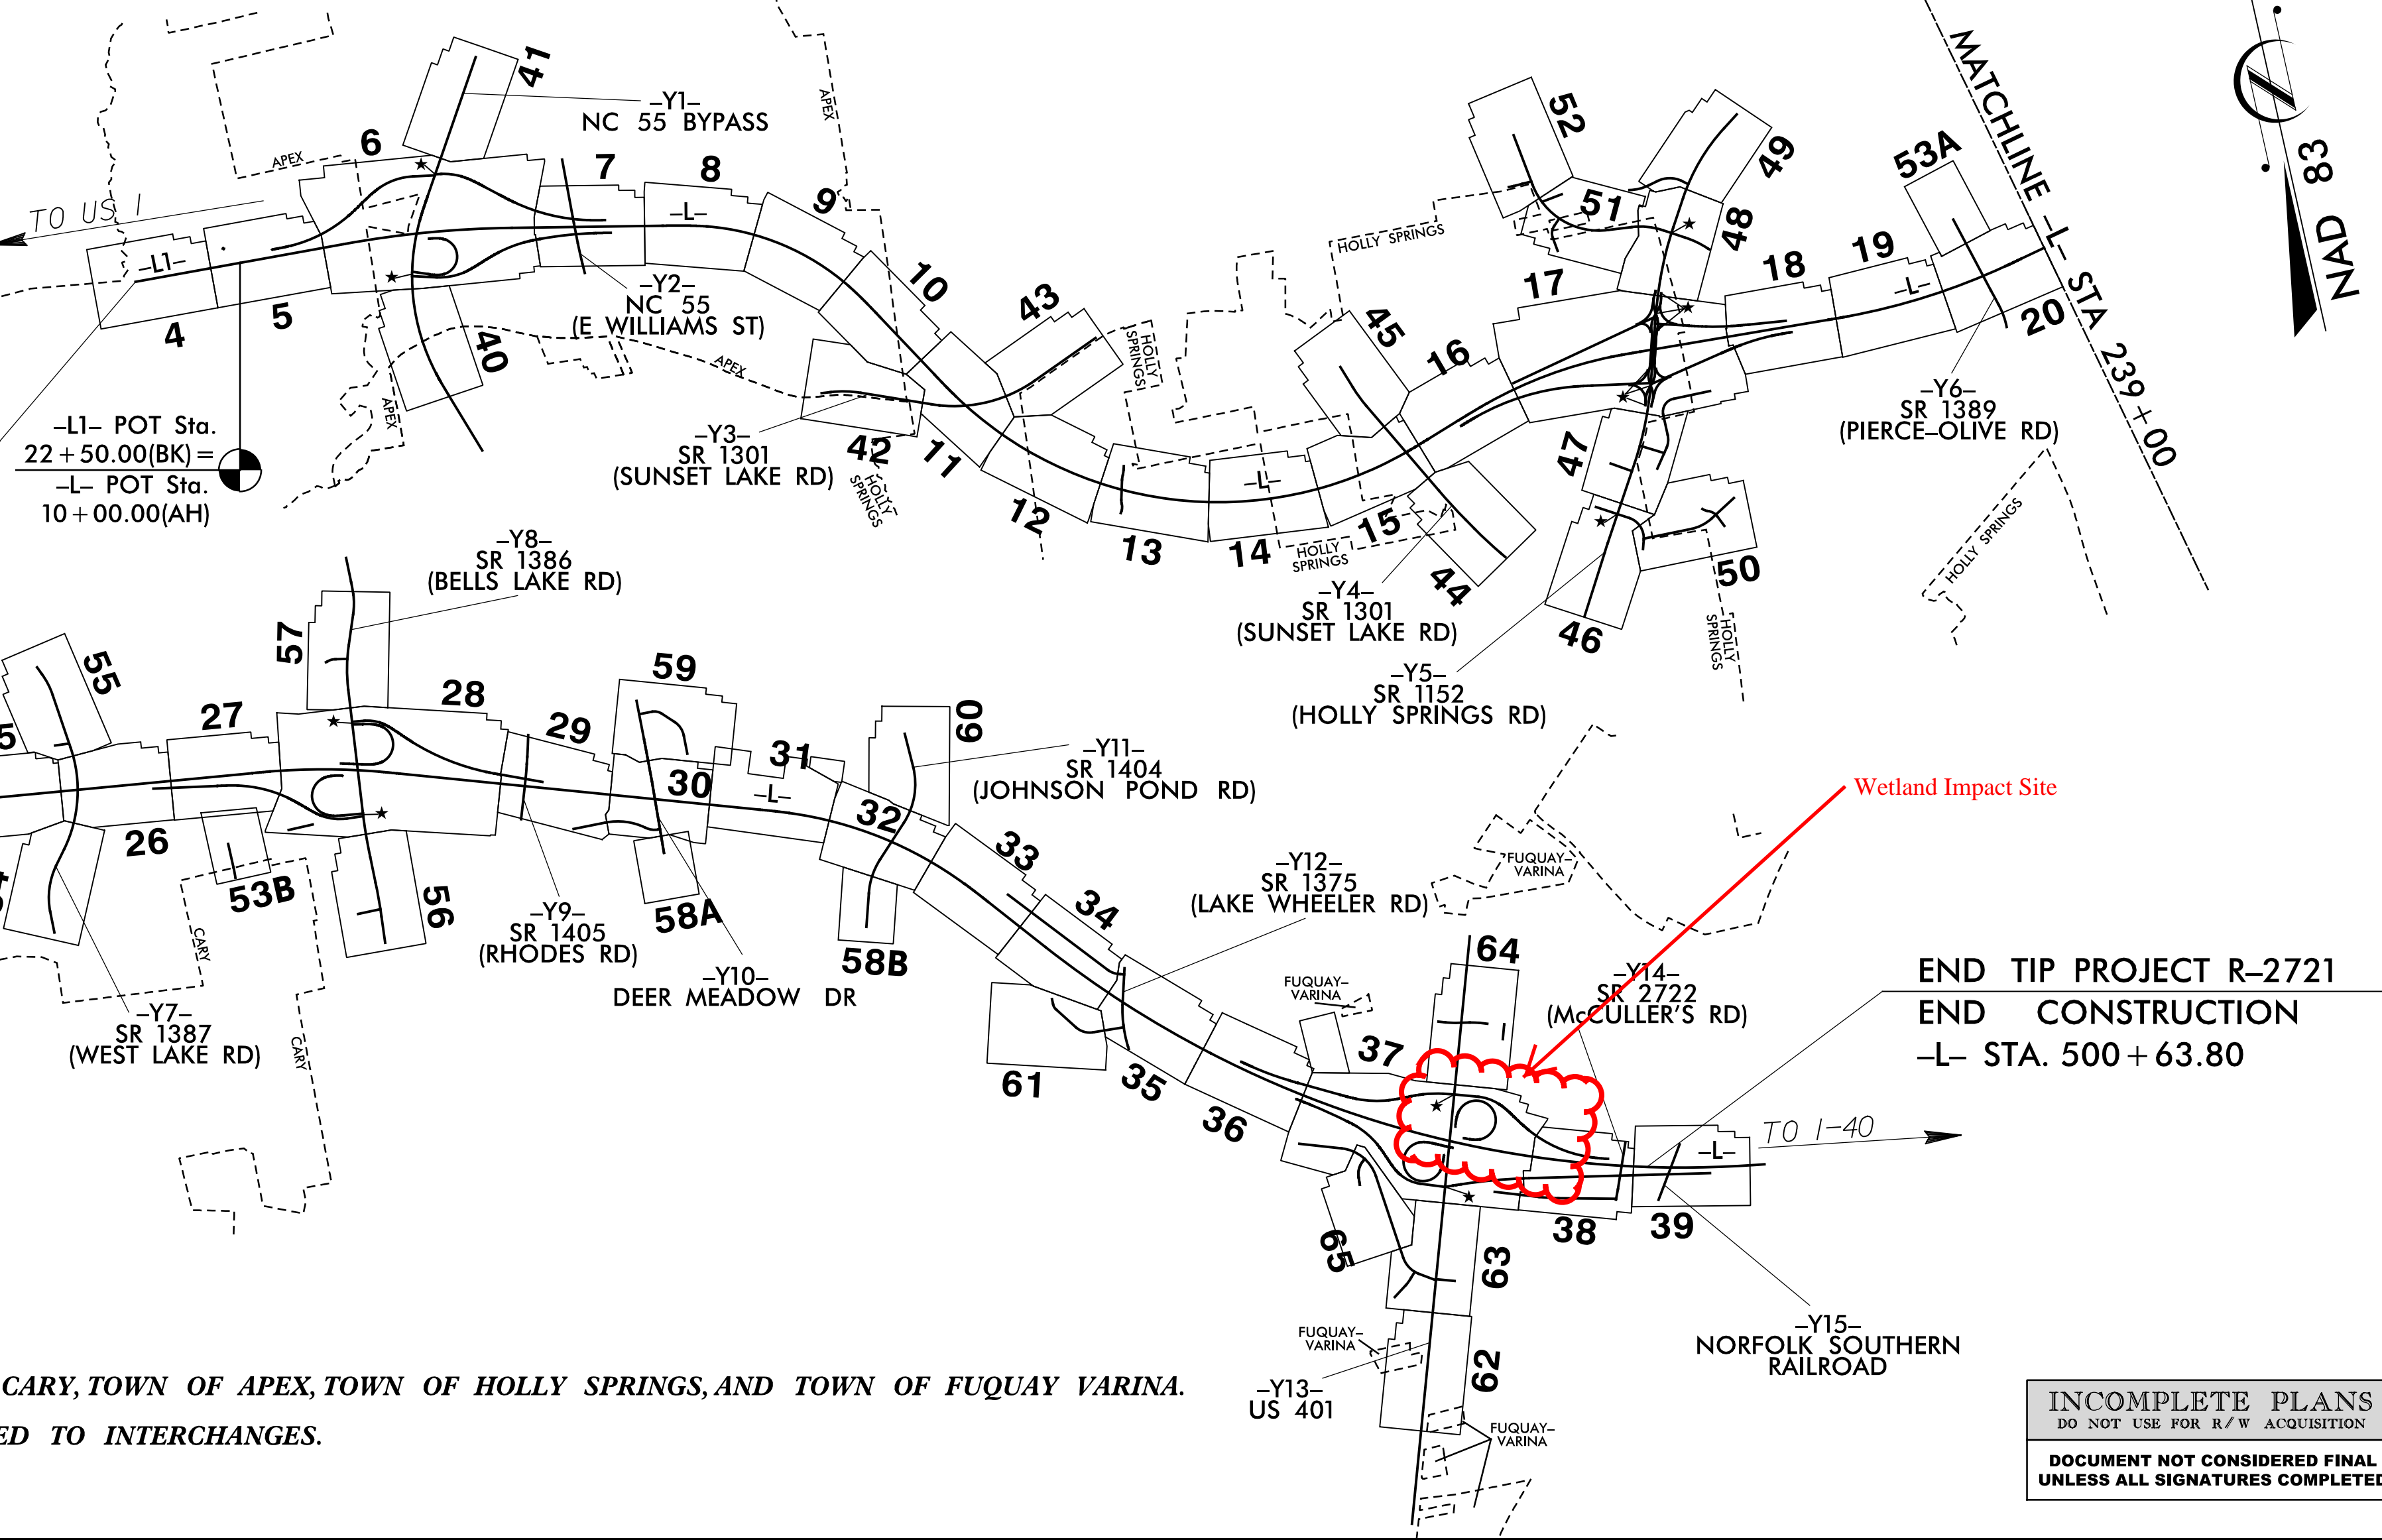 41
–Y1–
NC 55 BYPASS
6
APEX
7
8
9
APEX
TO US 1
–L1–
–L–
4
5
40
–Y2–
NC 55
(E WILLIAMS ST)
10
43
APEX
APEX
HOLLY
SPRINGS
–L1– POT Sta.
22+50.00(BK)=
–L– POT Sta.
10+00.00(AH)
–Y3–
SR 1301
(SUNSET LAKE RD)
42
HOLLY
SPRINGS
11
12
13
14
–L–
15
HOLLY
SPRINGS
45
16
44
–Y4–
SR 1301
(SUNSET LAKE RD)
HOLLY SPRINGS
52
51
49
48
17
18
19
–L–
53A
20
47
46
50
HOLLY
SPRINGS
–Y5–
SR 1152
(HOLLY SPRINGS RD)
–Y6–
SR 1389
(PIERCE–OLIVE RD)
HOLLY SPRINGS
MATCHLINE –L– STA 239+00
NAD 83
–Y8–
SR 1386
(BELLS LAKE RD)
55
57
5
27
28
29
59
30
31
–L–
60
26
53B
56
CARY
CARY
–Y7–
SR 1387
(WEST LAKE RD)
–Y9–
SR 1405
(RHODES RD)
58A
–Y10–
DEER MEADOW DR
32
58B
–Y11–
SR 1404
(JOHNSON POND RD)
33
34
–Y12–
SR 1375
(LAKE WHEELER RD)
61
35
36
FUQUAY–
VARINA
Wetland Impact Site
FUQUAY–
VARINA
37
64
–Y14–
SR 2722
(McCULLER'S RD)
END TIP PROJECT R–2721
END CONSTRUCTION
–L– STA. 500+63.80
TO I-40
–L–
38
39
65
63
62
FUQUAY–
VARINA
–Y13–
US 401
FUQUAY–
VARINA
–Y15–
NORFOLK SOUTHERN
RAILROAD
CARY, TOWN OF APEX, TOWN OF HOLLY SPRINGS, AND TOWN OF FUQUAY VARINA.
ED TO INTERCHANGES.
INCOMPLETE PLANS
DO NOT USE FOR R/W ACQUISITION
DOCUMENT NOT CONSIDERED FINAL
UNLESS ALL SIGNATURES COMPLETED